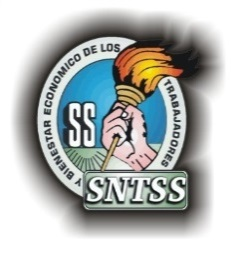 Y BIENESTAR ECONOMICO DE LOS TRABAJADORES
SS
SNTSS